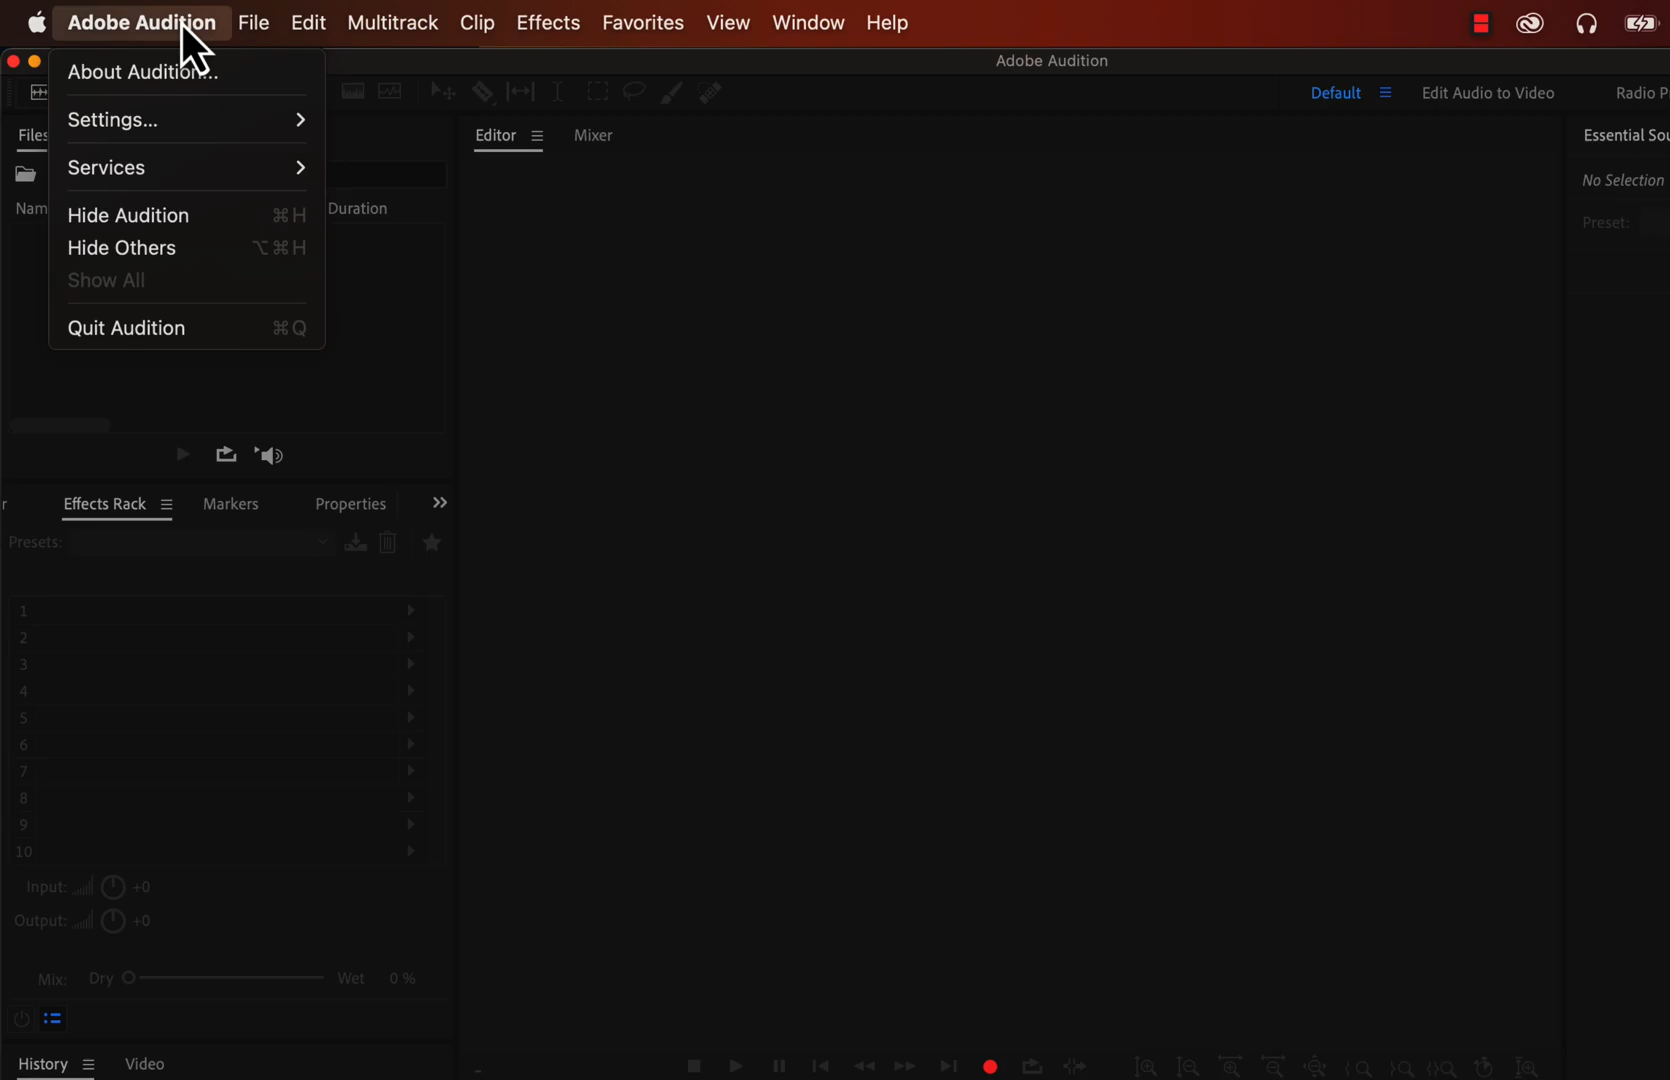 Adobe Audition File Edit Multitrack Clip Effects Favorites View Window Help
Adobe Audition
About Audition...
Settings...
Services
Hide Audition ⌘H
Hide Others ⌥⌘H
Show All
Quit Audition ⌘Q
Default Edit Audio to Video Radio P
Files
Editor Mixer
Essential Sou
No Selection
Preset:
Nam Duration
Effects Rack Markers Properties
Presets:
1
2
3
4
5
6
7
8
9
10
Input: +0
Output: +0
Mix: Dry Wet 0 %
History Video